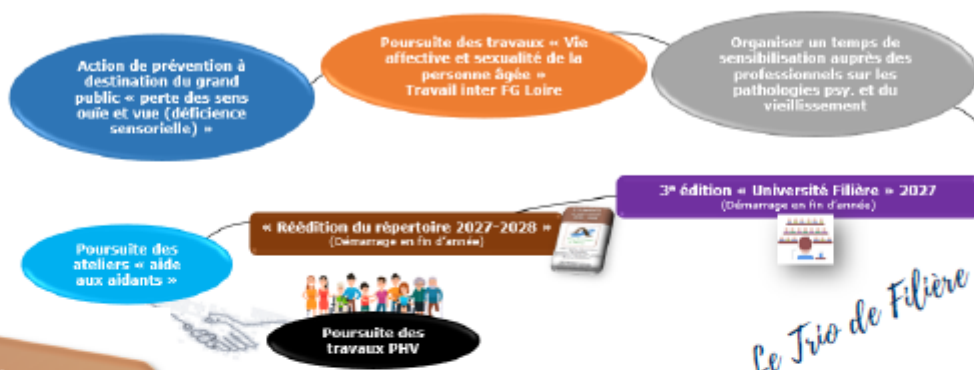 Action de prévention à
destination du grand
public « perte des sens
ouïe et vue (déficience
sensorielle) »
Poursuite des travaux « Vie
affective et sexualité de la
personne âgée »
Travail inter FG Loire
Organiser un temps de
sensibilisation auprès des
professionnels sur les
pathologies psy. et du
vieillissement
3ᵉ édition « Université Filière » 2027
(Démarrage en fin d'année)
« Réédition du répertoire 2027-2028 »
(Démarrage en fin d'année)
Poursuite des
ateliers « aide
aux aidants »
Poursuite des
travaux PHV
Le Trio de Filière